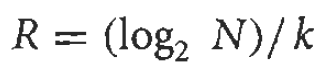 R = (log₂ N)/k